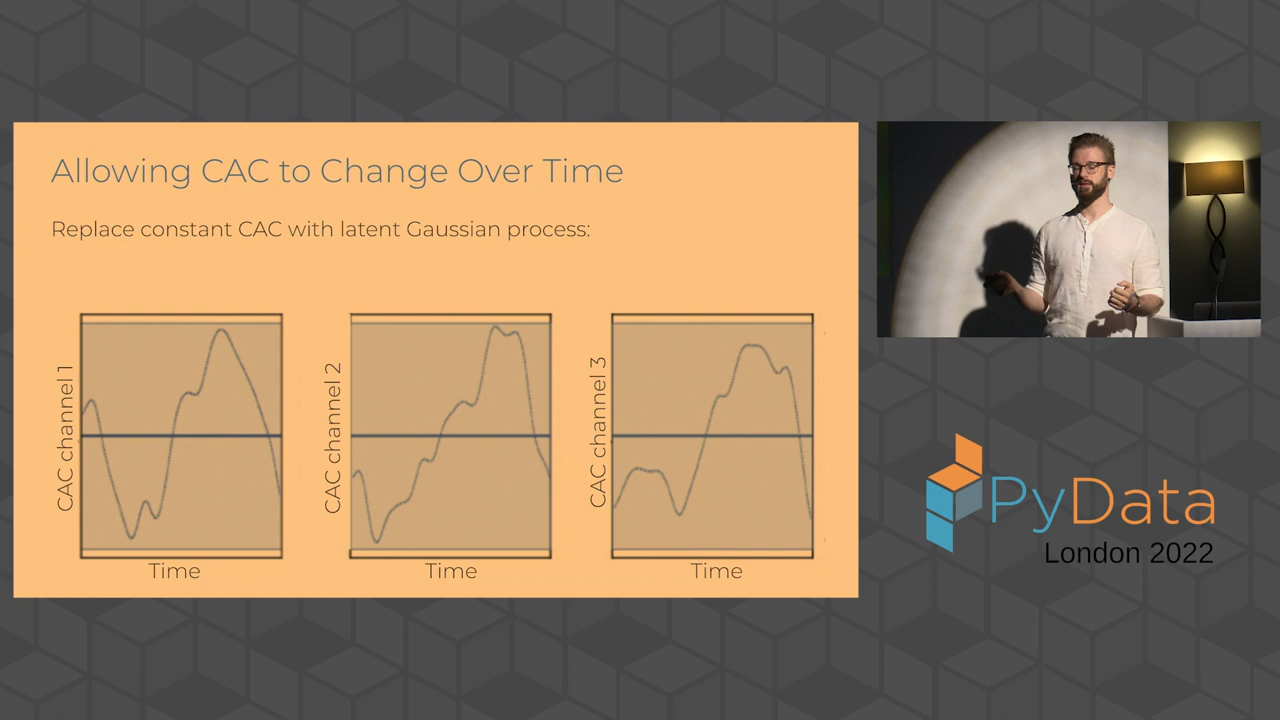 Allowing CAC to Change Over Time
Replace constant CAC with latent Gaussian process:
CAC channel 1
Time
CAC channel 2
Time
CAC channel 3
Time
PyData
London 2022